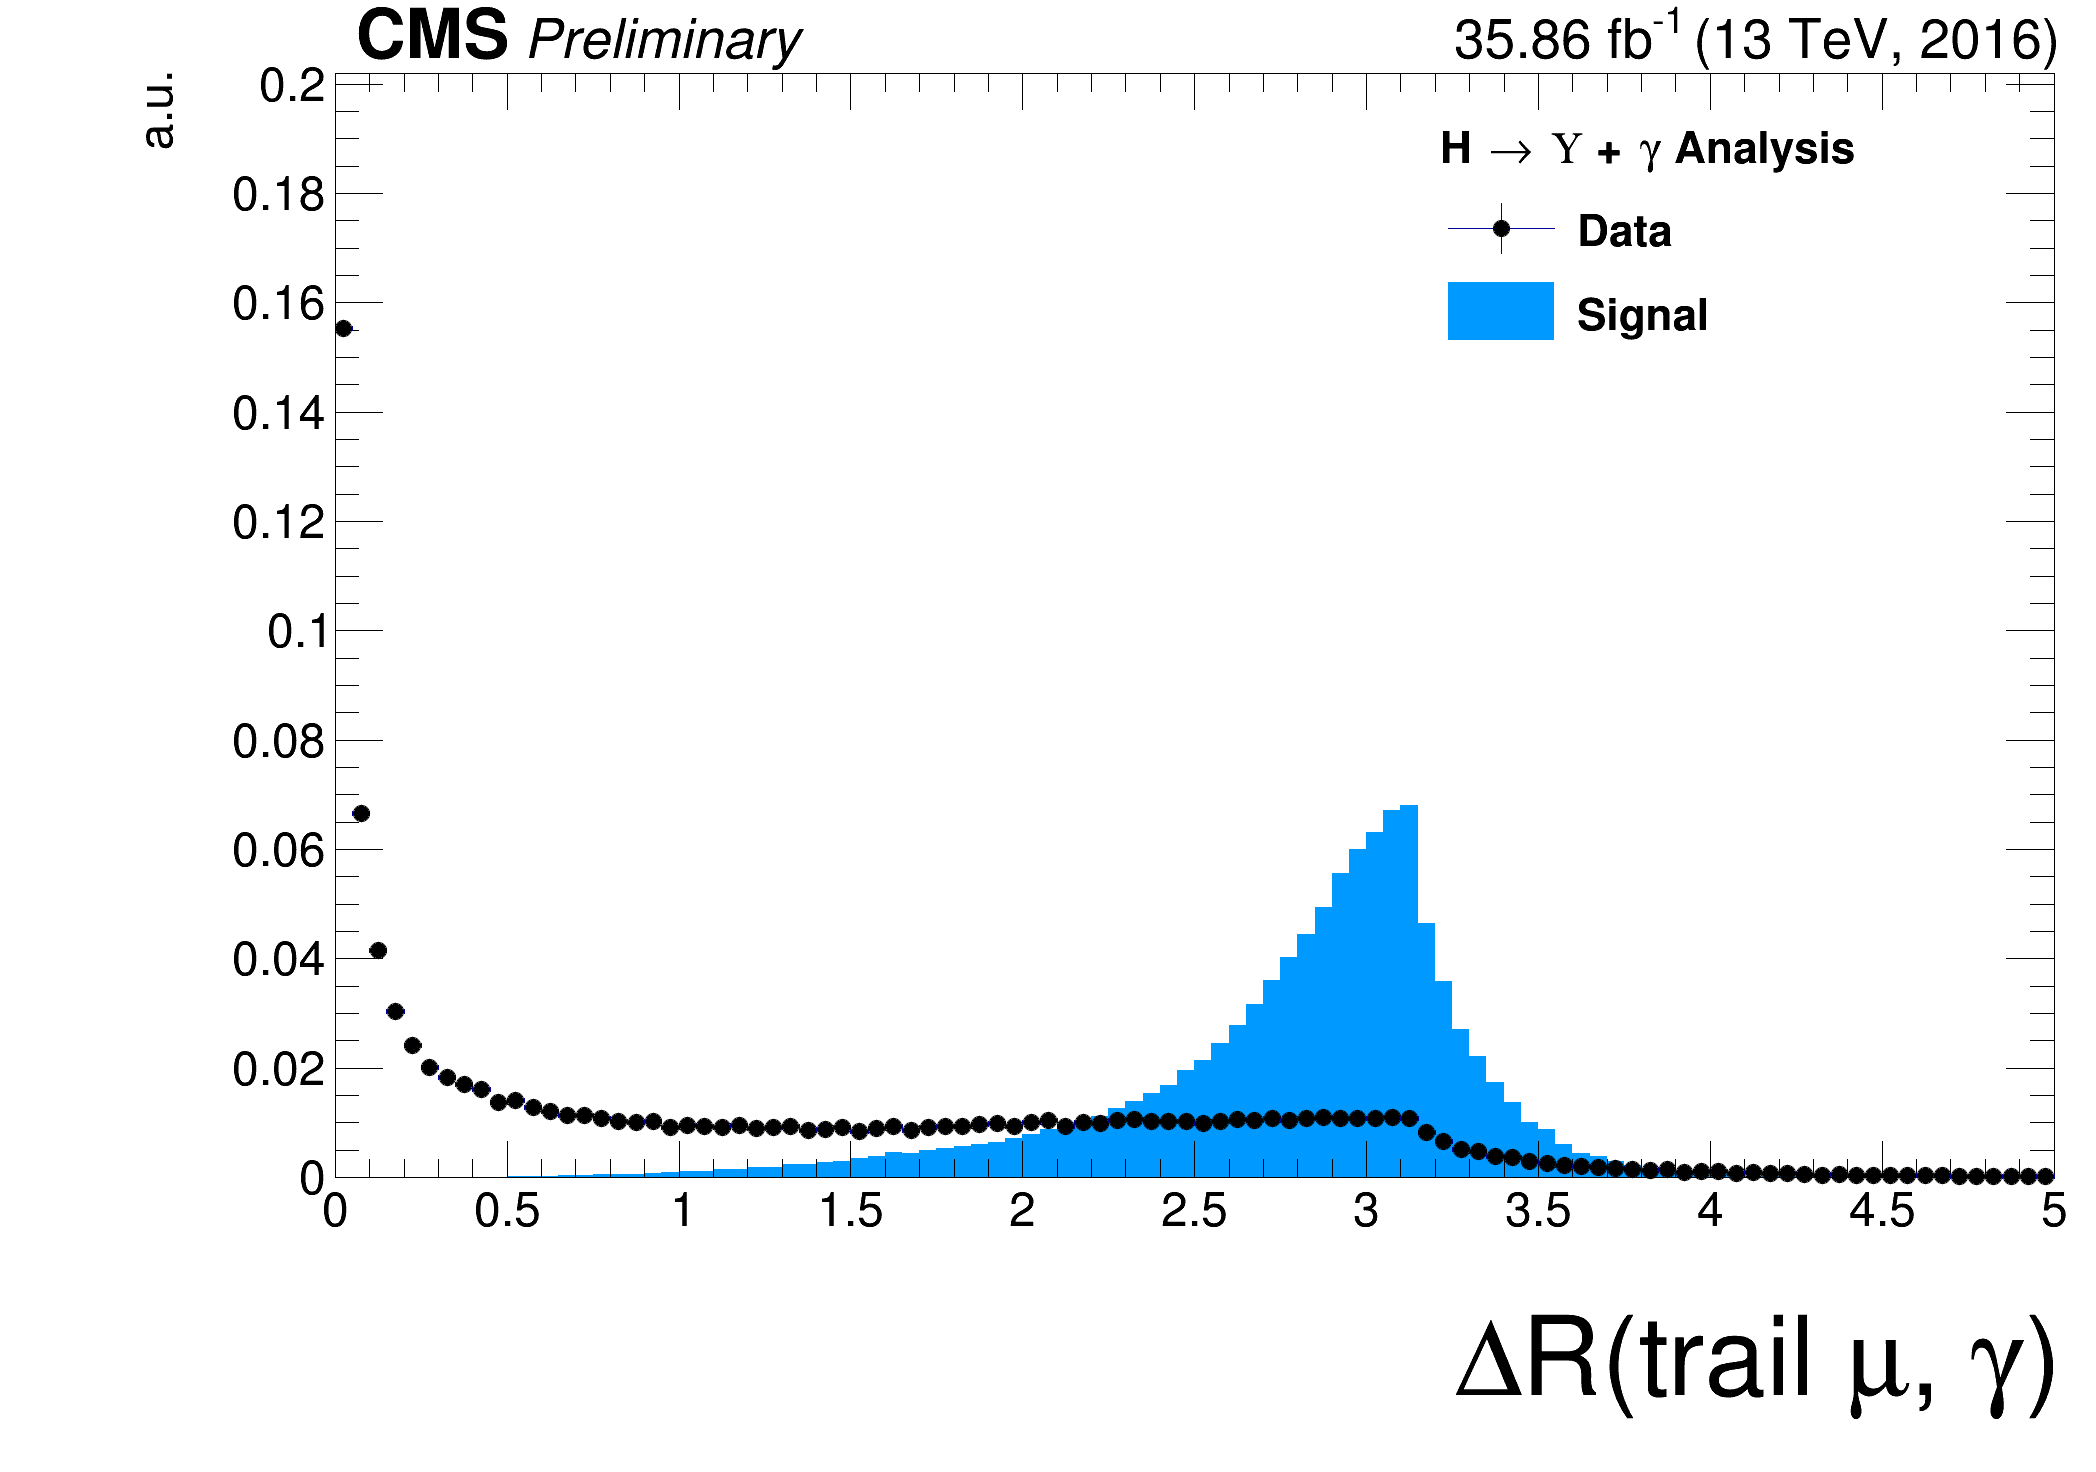 CMS Preliminary 35.86 fb⁻¹ (13 TeV, 2016)
a.u.
0.2
0.18
0.16
0.14
0.12
0.1
0.08
0.06
0.04
0.02
0
H → Υ + γ Analysis
Data
Signal
0 0.5 1 1.5 2 2.5 3 3.5 4 4.5 5
ΔR(trail μ, γ)